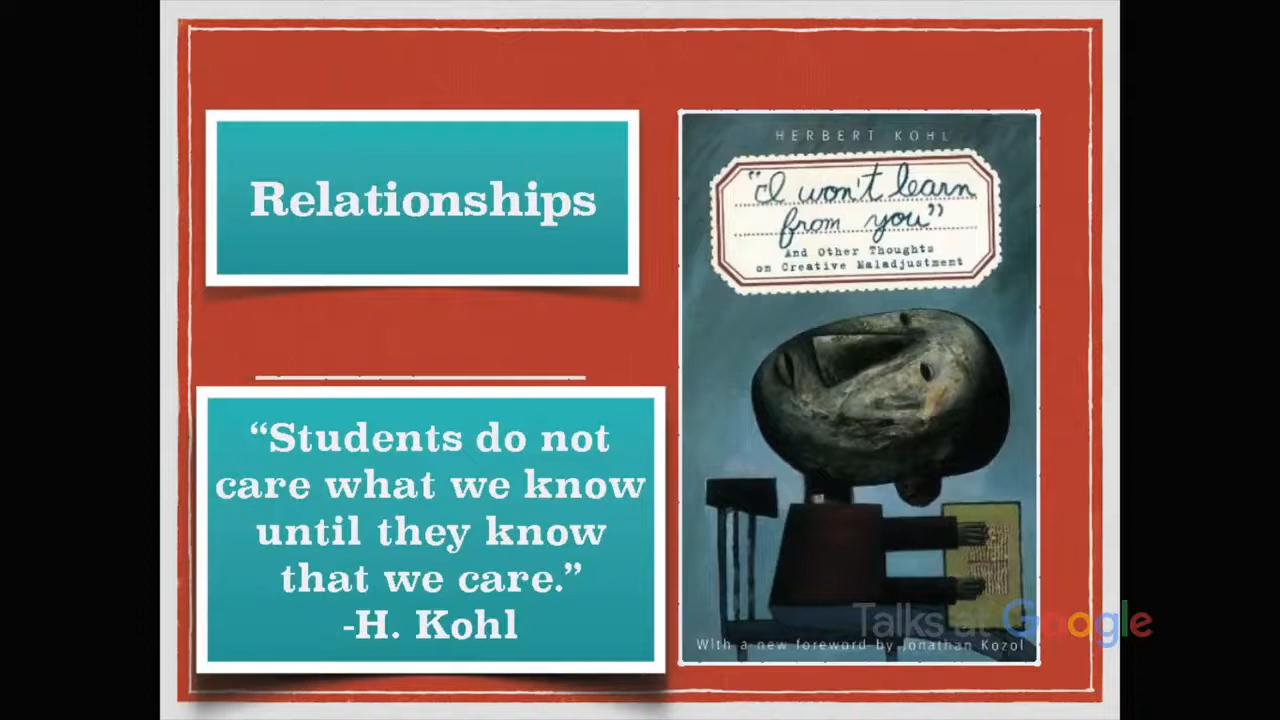 Relationships
“Students do not
care what we know
until they know
that we care.”
-H. Kohl
HERBERT KOHL
"I won't learn
from you"
And Other Thoughts
on Creative Maladjustment
With a new foreword by Jonathan Kozol
Talks at Google